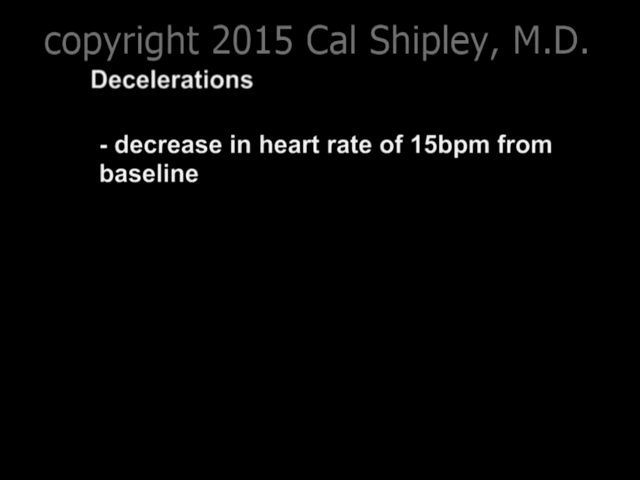 copyright 2015 Cal Shipley, M.D.
Decelerations
- decrease in heart rate of 15bpm from
baseline